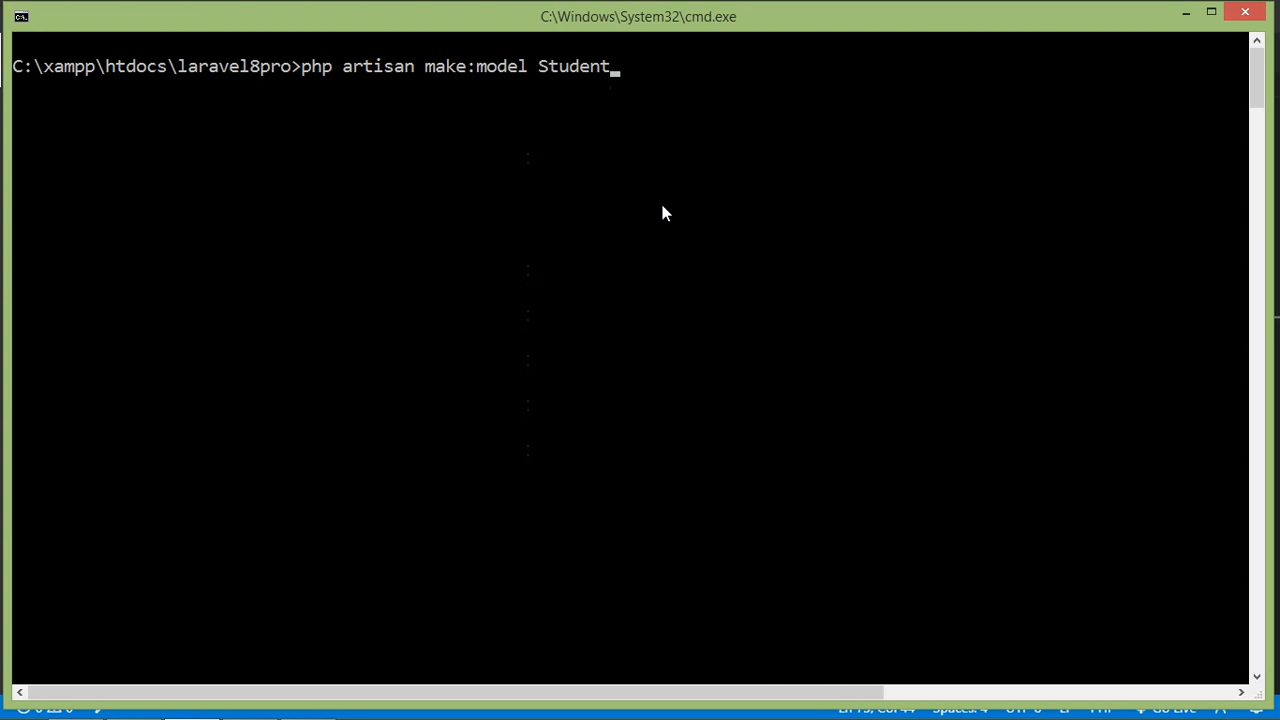 C:\Windows\System32\cmd.exe
C:\xampp\htdocs\laravel8pro>php artisan make:model Student